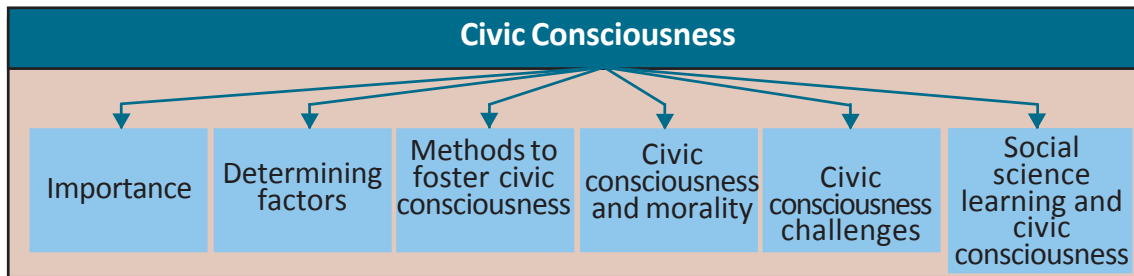 Civic Consciousness
Importance
Determining
factors
Methods to
foster civic
consciousness
Civic
consciousness
and morality
Civic
consciousness
challenges
Social
science
learning and
civic
consciousness